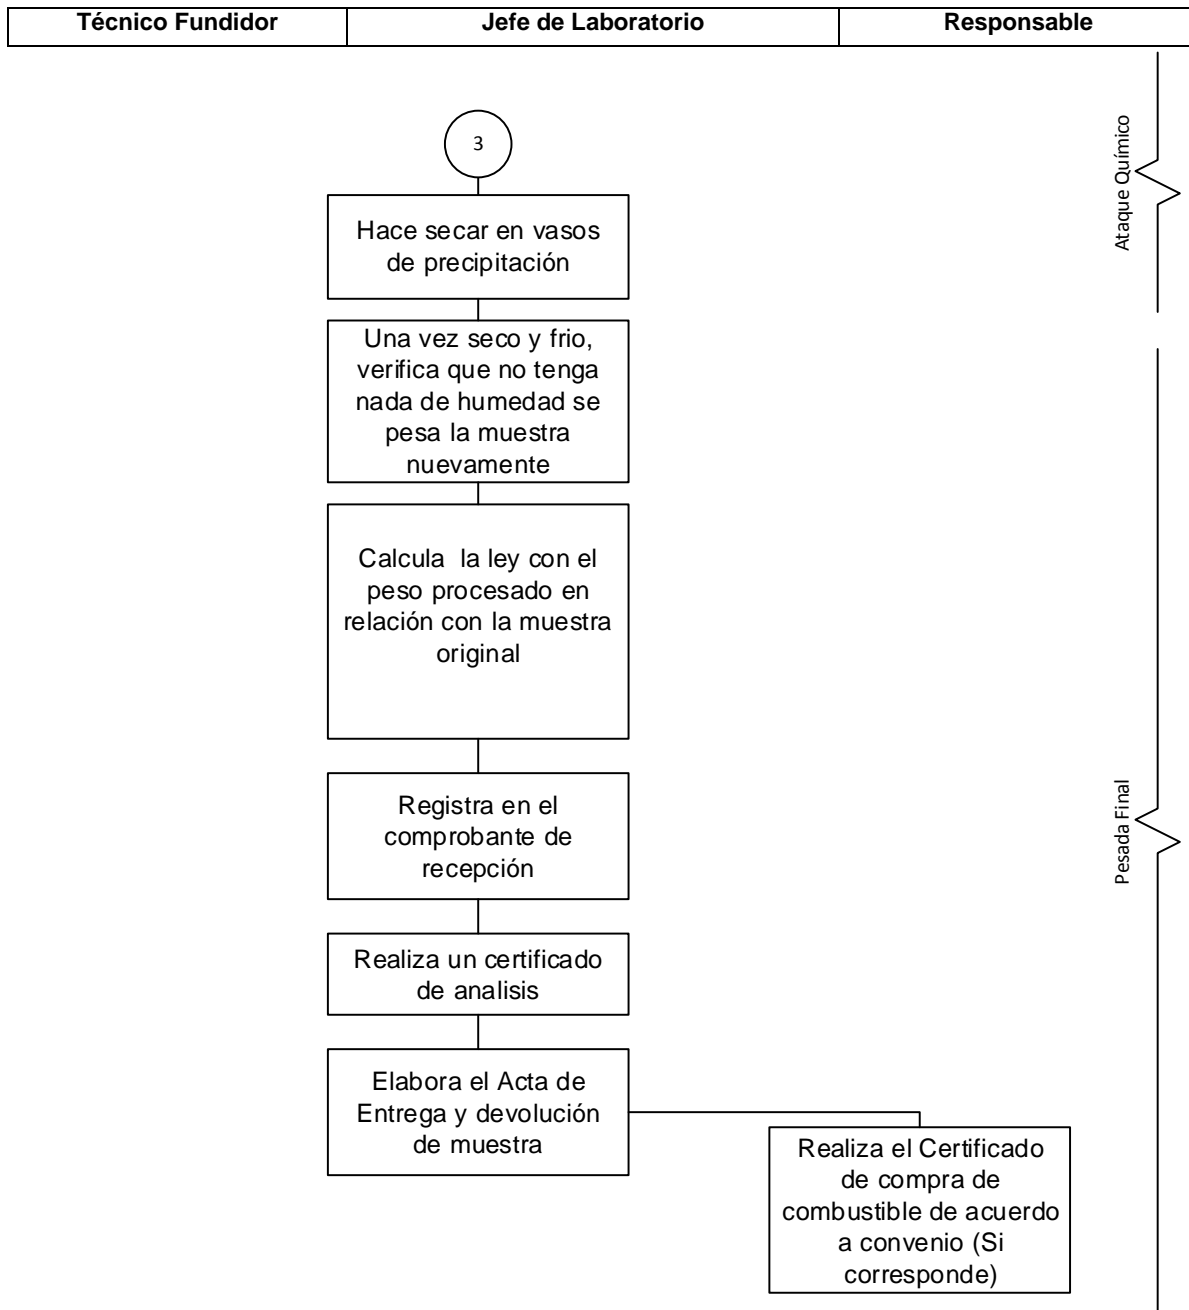 Técnico Fundidor
Jefe de Laboratorio
Responsable
3
Ataque Químico
Hace secar en vasos
de precipitación
Una vez seco y frio,
verifica que no tenga
nada de humedad se
pesa la muestra
nuevamente
Calcula la ley con el
peso procesado en
relación con la muestra
original
Registra en el
comprobante de
recepción
Pesada Final
Realiza un certificado
de analisis
Elabora el Acta de
Entrega y devolución
de muestra
Realiza el Certificado
de compra de
combustible de acuerdo
a convenio (Si
corresponde)